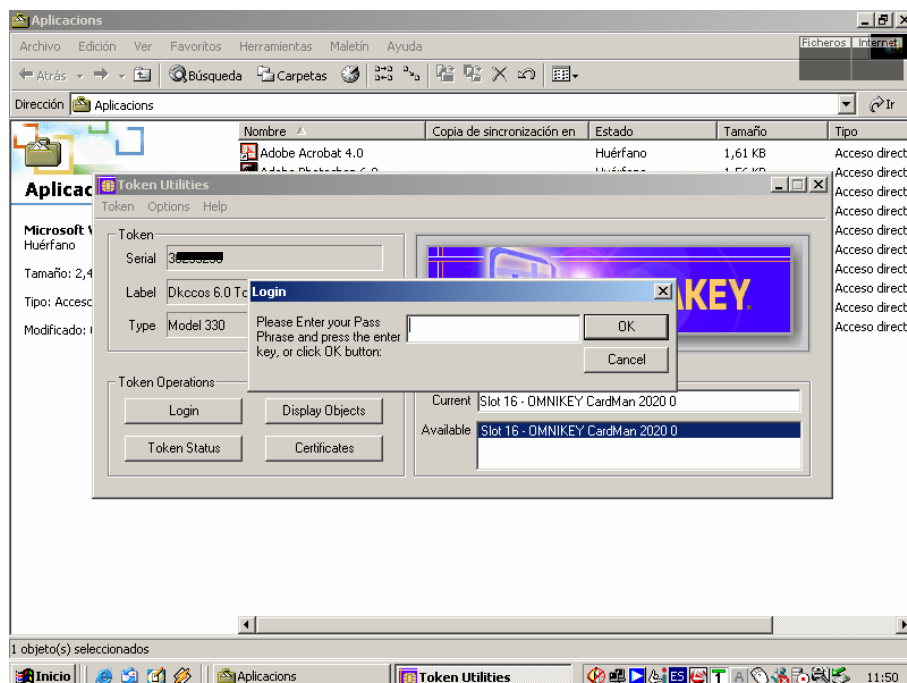 Aplicacions
Archivo Edición Ver Favoritos Herramientas Maletín Ayuda
Ficheros Internet
Atrás Búsqueda Carpetas
Dirección Aplicacions Ir
Nombre Copia de sincronización en Estado Tamaño Tipo
Adobe Acrobat 4.0 Huérfano 1,61 KB Acceso direct
Acceso direct
Acceso direct
Acceso direct
Acceso direct
Acceso direct
Acceso direct
Acceso direct
Acceso direct
Acceso direct
Aplicac
Microsoft
Huérfano
Tamaño: 2,4
Tipo: Acceso
Modificado:
Token Utilities
Token Options Help
Token
Serial
Label Dkccos 6.0 To
Type Model 330
AKEY.
Login
Please Enter your Pass
Phrase and press the enter
key, or click OK button:
OK
Cancel
Token Operations
Login Display Objects
Token Status Certificates
Current Slot 16 - OMNIKEY CardMan 2020 0
Available Slot 16 - OMNIKEY CardMan 2020 0
1 objeto(s) seleccionados
Inicio Aplicacions Token Utilities ES T A 11:50